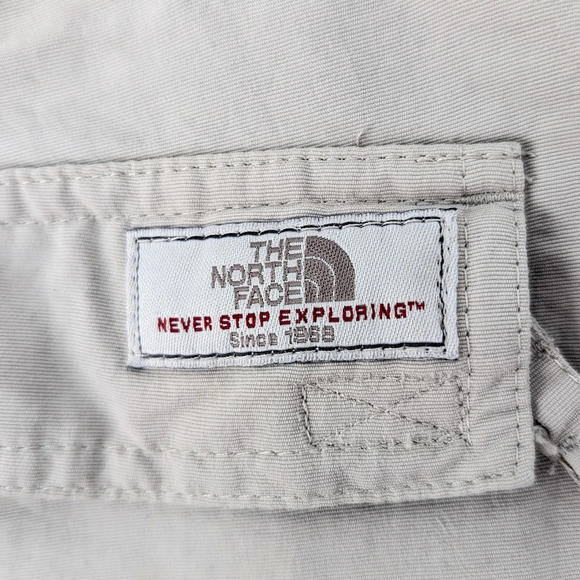 THE
NORTH
FACE
NEVER STOP EXPLORING™
Since 1968